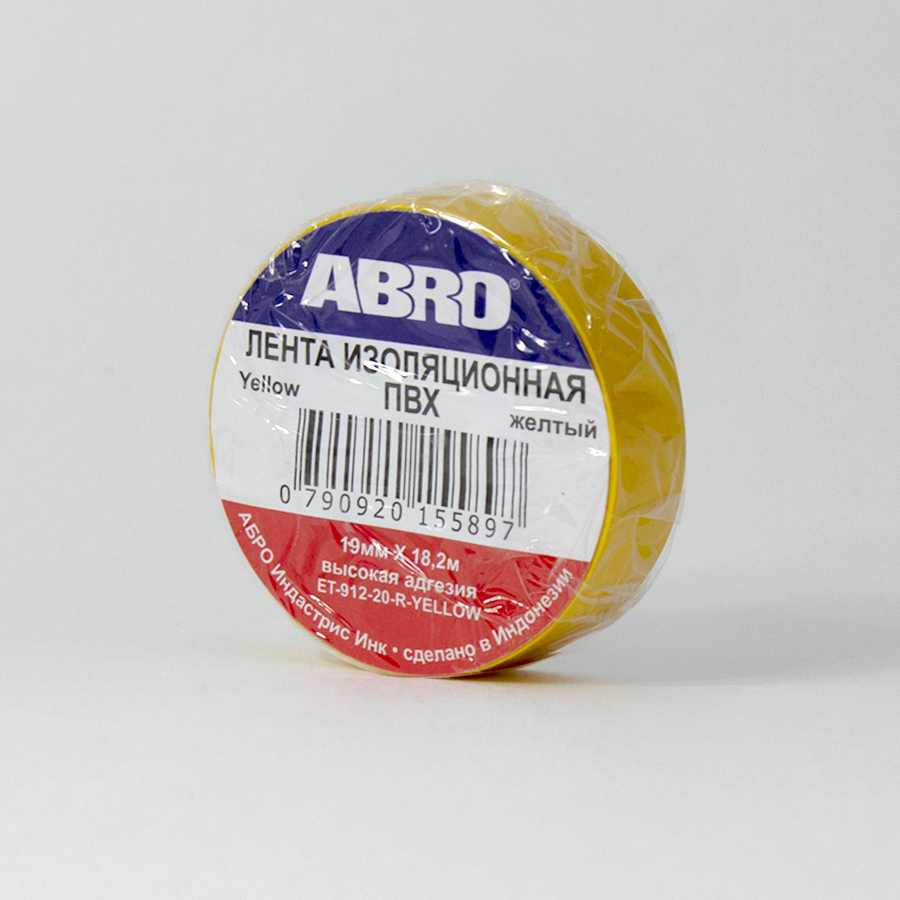 ABRO®
ЛЕНТА ИЗОЛЯЦИОННАЯ
Yellow ПВХ желтый
0 790920 155897
19мм X 18,2м
высокая адгезия
ET-912-20-R-YELLOW
АБРО Индастрис Инк • сделано в Индонезии